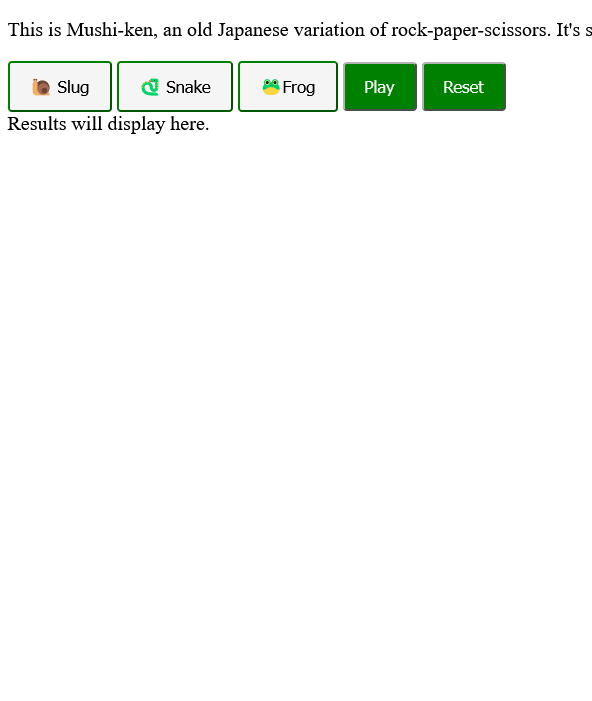 This is Mushi-ken, an old Japanese variation of rock-paper-scissors. It's s
Slug Snake Frog Play Reset
Results will display here.